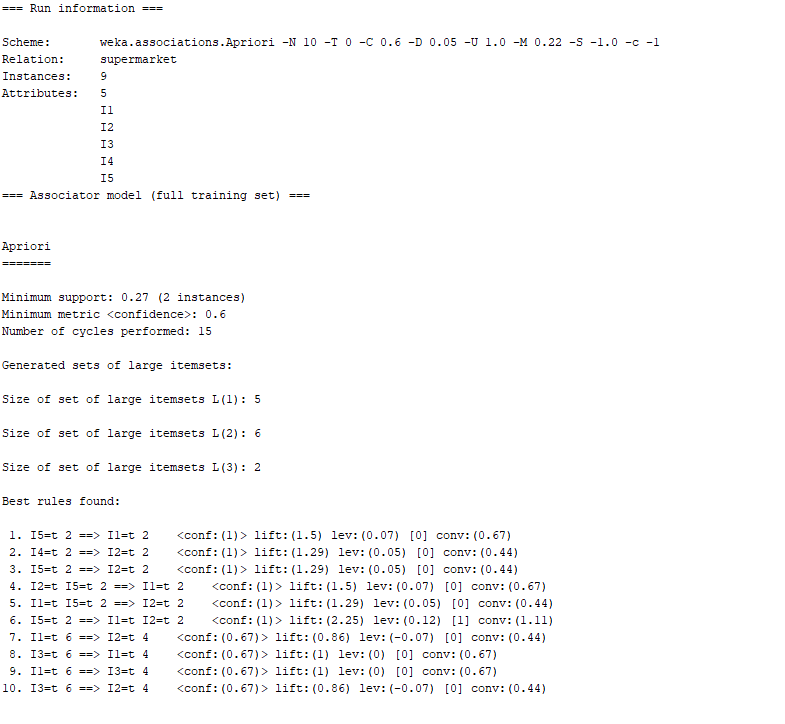 === Run information ===
Scheme:       weka.associations.Apriori -N 10 -T 0 -C 0.6 -D 0.05 -U 1.0 -M 0.22 -S -1.0 -c -1
Relation:     supermarket
Instances:    9
Attributes:   5
              I1
              I2
              I3
              I4
              I5
=== Associator model (full training set) ===
Apriori
=======
Minimum support: 0.27 (2 instances)
Minimum metric <confidence>: 0.6
Number of cycles performed: 15
Generated sets of large itemsets:
Size of set of large itemsets L(1): 5
Size of set of large itemsets L(2): 6
Size of set of large itemsets L(3): 2
Best rules found:
 1. I5=t 2 ==> I1=t 2    <conf:(1)> lift:(1.5) lev:(0.07) [0] conv:(0.67)
 2. I4=t 2 ==> I2=t 2    <conf:(1)> lift:(1.29) lev:(0.05) [0] conv:(0.44)
 3. I5=t 2 ==> I2=t 2    <conf:(1)> lift:(1.29) lev:(0.05) [0] conv:(0.44)
 4. I2=t I5=t 2 ==> I1=t 2    <conf:(1)> lift:(1.5) lev:(0.07) [0] conv:(0.67)
 5. I1=t I5=t 2 ==> I2=t 2    <conf:(1)> lift:(1.29) lev:(0.05) [0] conv:(0.44)
 6. I5=t 2 ==> I1=t I2=t 2    <conf:(1)> lift:(2.25) lev:(0.12) [1] conv:(1.11)
 7. I1=t 6 ==> I2=t 4    <conf:(0.67)> lift:(0.86) lev:(-0.07) [0] conv:(0.44)
 8. I3=t 6 ==> I1=t 4    <conf:(0.67)> lift:(1) lev:(0) [0] conv:(0.67)
 9. I1=t 6 ==> I3=t 4    <conf:(0.67)> lift:(1) lev:(0) [0] conv:(0.67)
10. I3=t 6 ==> I2=t 4    <conf:(0.67)> lift:(0.86) lev:(-0.07) [0] conv:(0.44)